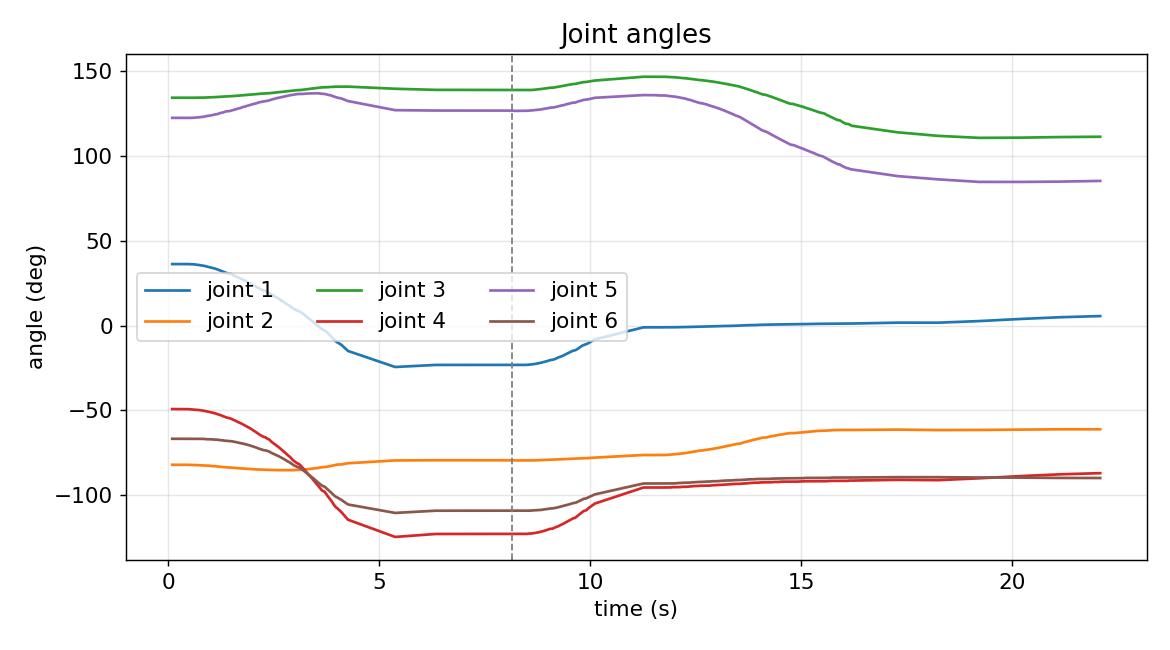 Joint angles
angle (deg)
150
100
50
0
−50
−100
joint 1 joint 3 joint 5
joint 2 joint 4 joint 6
0 5 10 15 20
time (s)